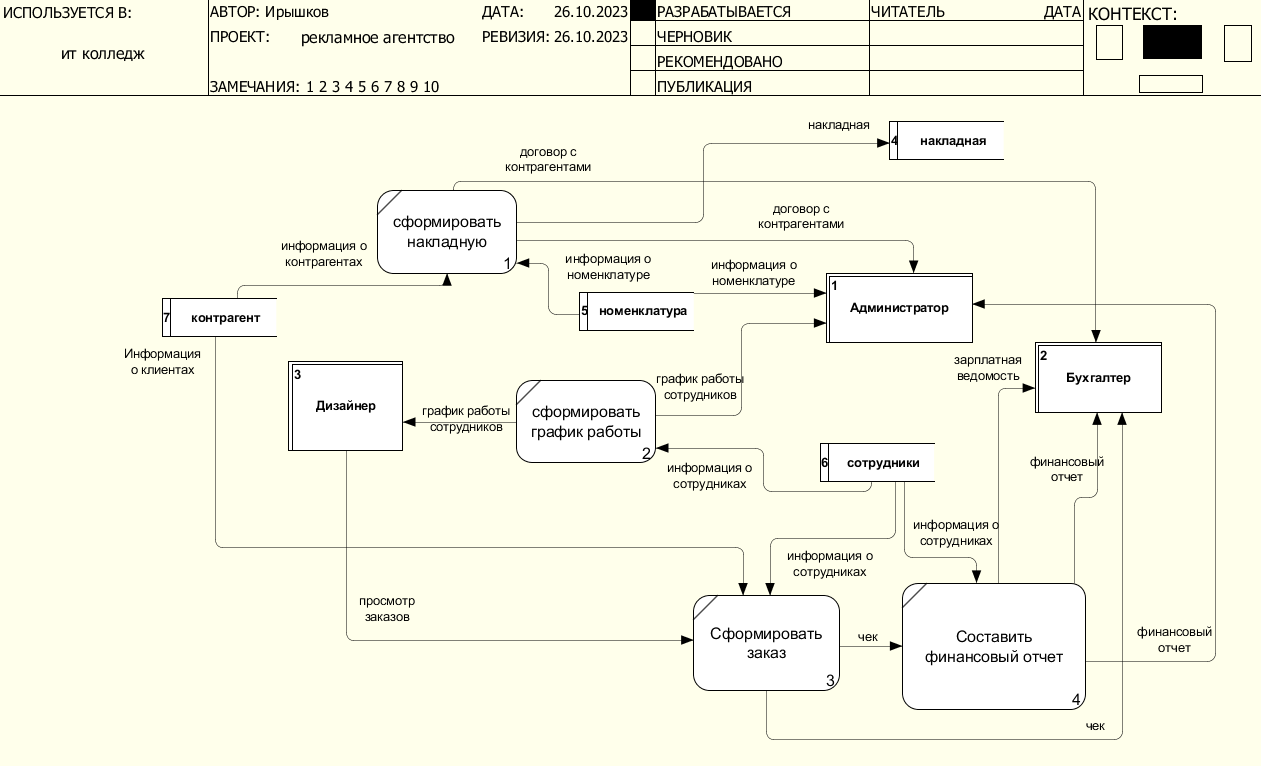 ИСПОЛЬЗУЕТСЯ В:
ит колледж
АВТОР: Ирышков
ДАТА: 26.10.2023
ПРОЕКТ: рекламное агентство
РЕВИЗИЯ: 26.10.2023
ЗАМЕЧАНИЯ: 1 2 3 4 5 6 7 8 9 10
РАЗРАБАТЫВАЕТСЯ
ЧЕРНОВИК
РЕКОМЕНДОВАНО
ПУБЛИКАЦИЯ
ЧИТАТЕЛЬ
ДАТА
КОНТЕКСТ:
накладная
4 накладная
договор с
контрагентами
сформировать
накладную
1
договор с
контрагентами
информация о
контрагентах
информация о
номенклатуре
информация о
номенклатуре
1
Администратор
5 номенклатура
7 контрагент
Информация
о клиентах
3
Дизайнер
график работы
сотрудников
сформировать
график работы
2
график работы
сотрудников
зарплатная
ведомость
2
Бухгалтер
6 сотрудники
информация о
сотрудниках
финансовый
отчет
информация о
сотрудниках
информация о
сотрудниках
просмотр
заказов
Сформировать
заказ
3
чек
Составить
финансовый отчет
4
финансовый
отчет
чек